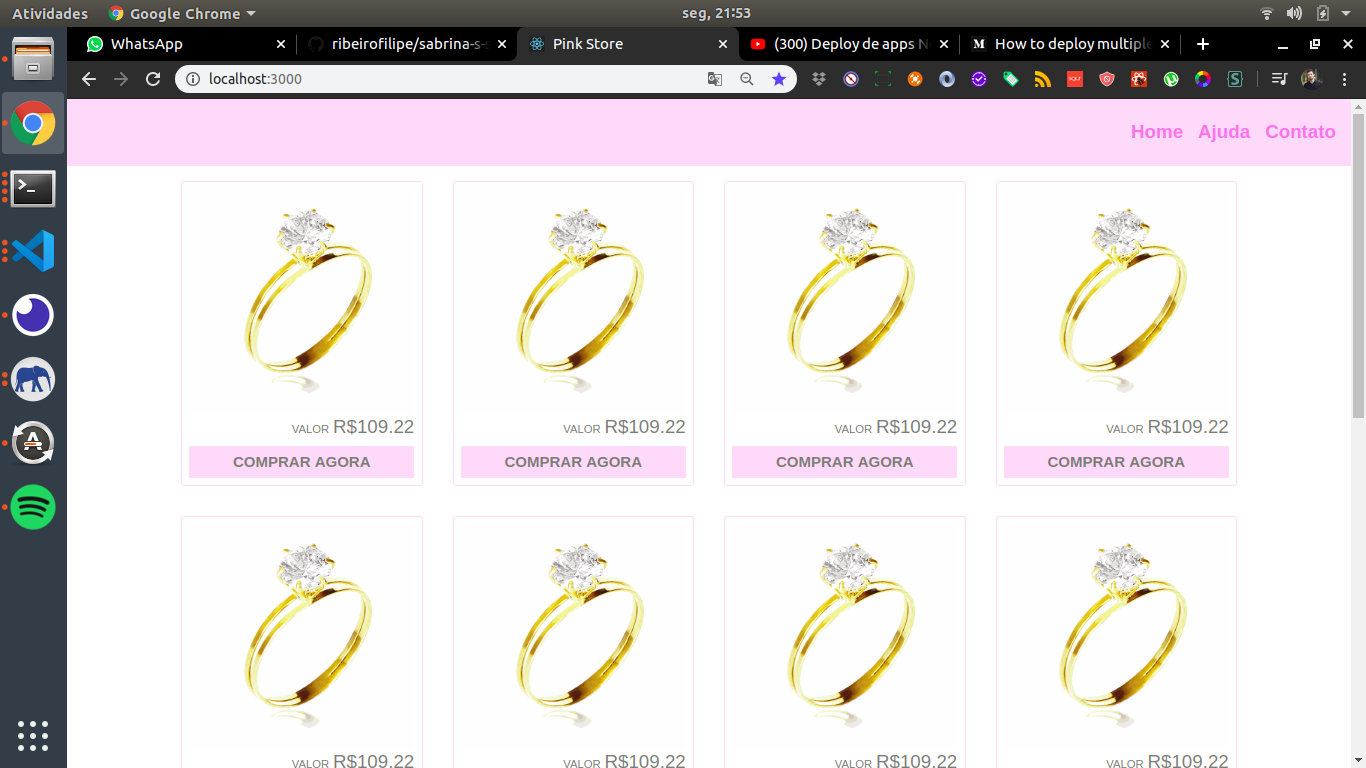 Atividades Google Chrome seg, 21:53
WhatsApp ribeirofilipe/sabrina-s- Pink Store (300) Deploy de apps N How to deploy multiple
localhost:3000
Home Ajuda Contato
VALOR R$109.22 VALOR R$109.22 VALOR R$109.22 VALOR R$109.22
COMPRAR AGORA COMPRAR AGORA COMPRAR AGORA COMPRAR AGORA
VALOR R$109.22 VALOR R$109.22 VALOR R$109.22 VALOR R$109.22